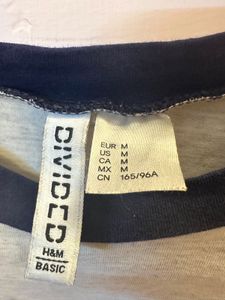 DIVIDED
H&M
BASIC
EUR M
US M
CA M
MX M
CN 165/96A